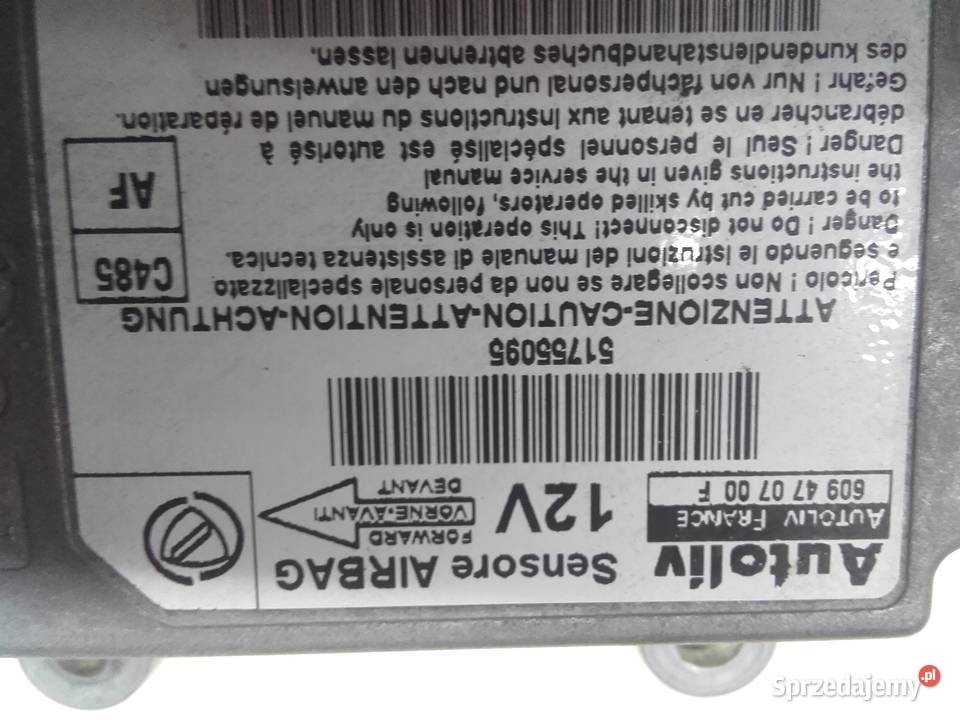 Autoliv
AUTOLIV FRANCE
609 47 07 00 F
Sensore AIRBAG
12V
FORWARD
VORNE-AVANTI
DEVANT
51755095
ATTENZIONE-CAUTION-ATTENTION-ACHTUNG
Pericolo ! Non scollegare se non da personale specializzato
e seguendo le istruzioni del manuale di assistenza tecnica.
Danger ! Do not disconnect! This operation is only
to be carried out by skilled operators, following
the instructions given in the service manual
Danger ! Seul le personnel spécialisé est autorisé à
débrancher en se tenant aux instructions du manuel de réparation.
Gefahr ! Nur von fachpersonal und nach den anweisungen
des kundendienstahandbuches abtrennen lassen.
C485
AF
Sprzedajemy.pl